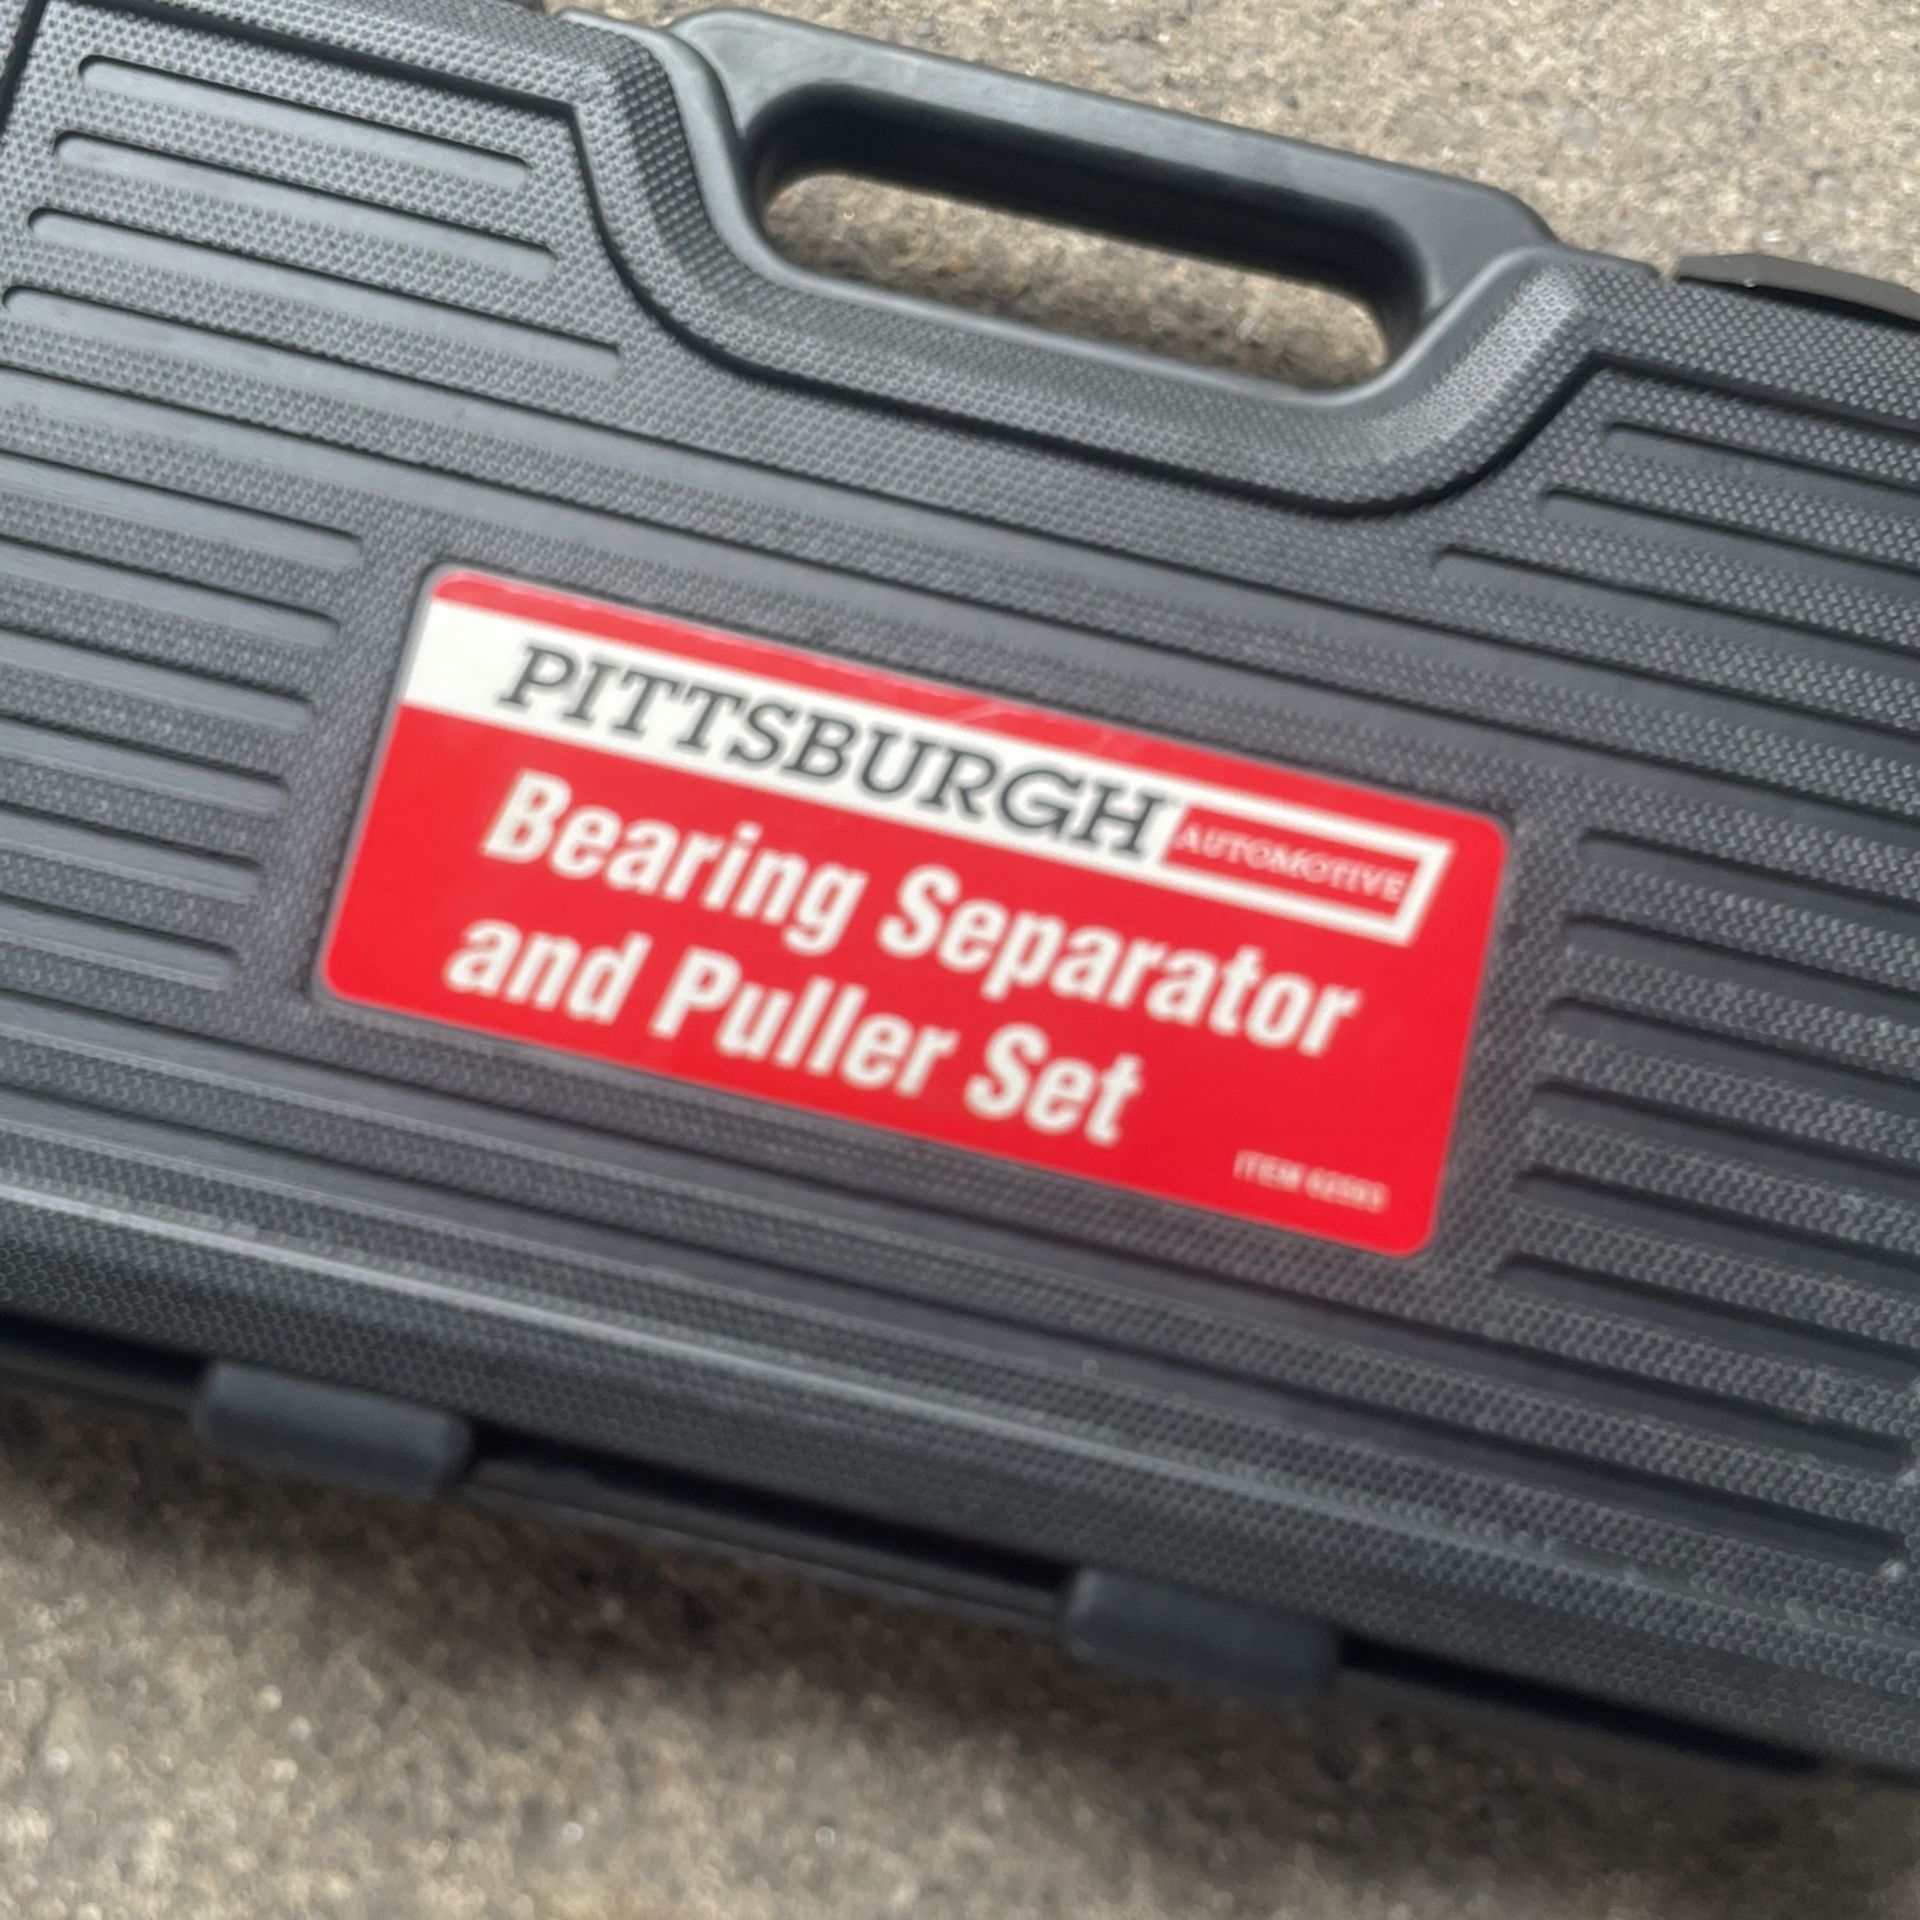 PITTSBURGH AUTOMOTIVE
Bearing Separator
and Puller Set
ITEM